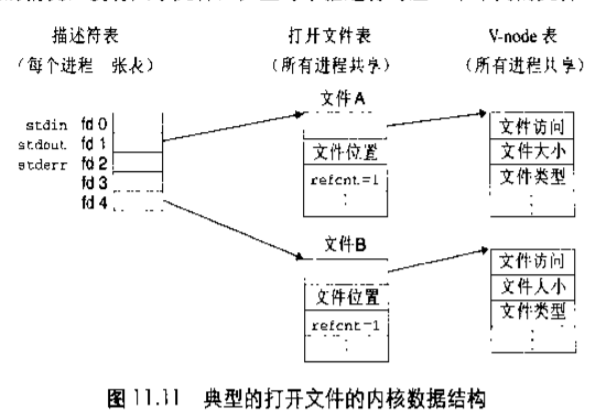 描述符表
(每个进程一张表)
打开文件表
(所有进程共享)
V-node 表
(所有进程共享)
stdin fd 0
stdout fd 1
stderr fd 2
fd 3
fd 4
文件A
文件位置
refcnt=1
⋮
文件访问
文件大小
文件类型
⋮
文件B
文件位置
refcnt=1
⋮
文件访问
文件大小
文件类型
⋮
图 11.11 典型的打开文件的内核数据结构